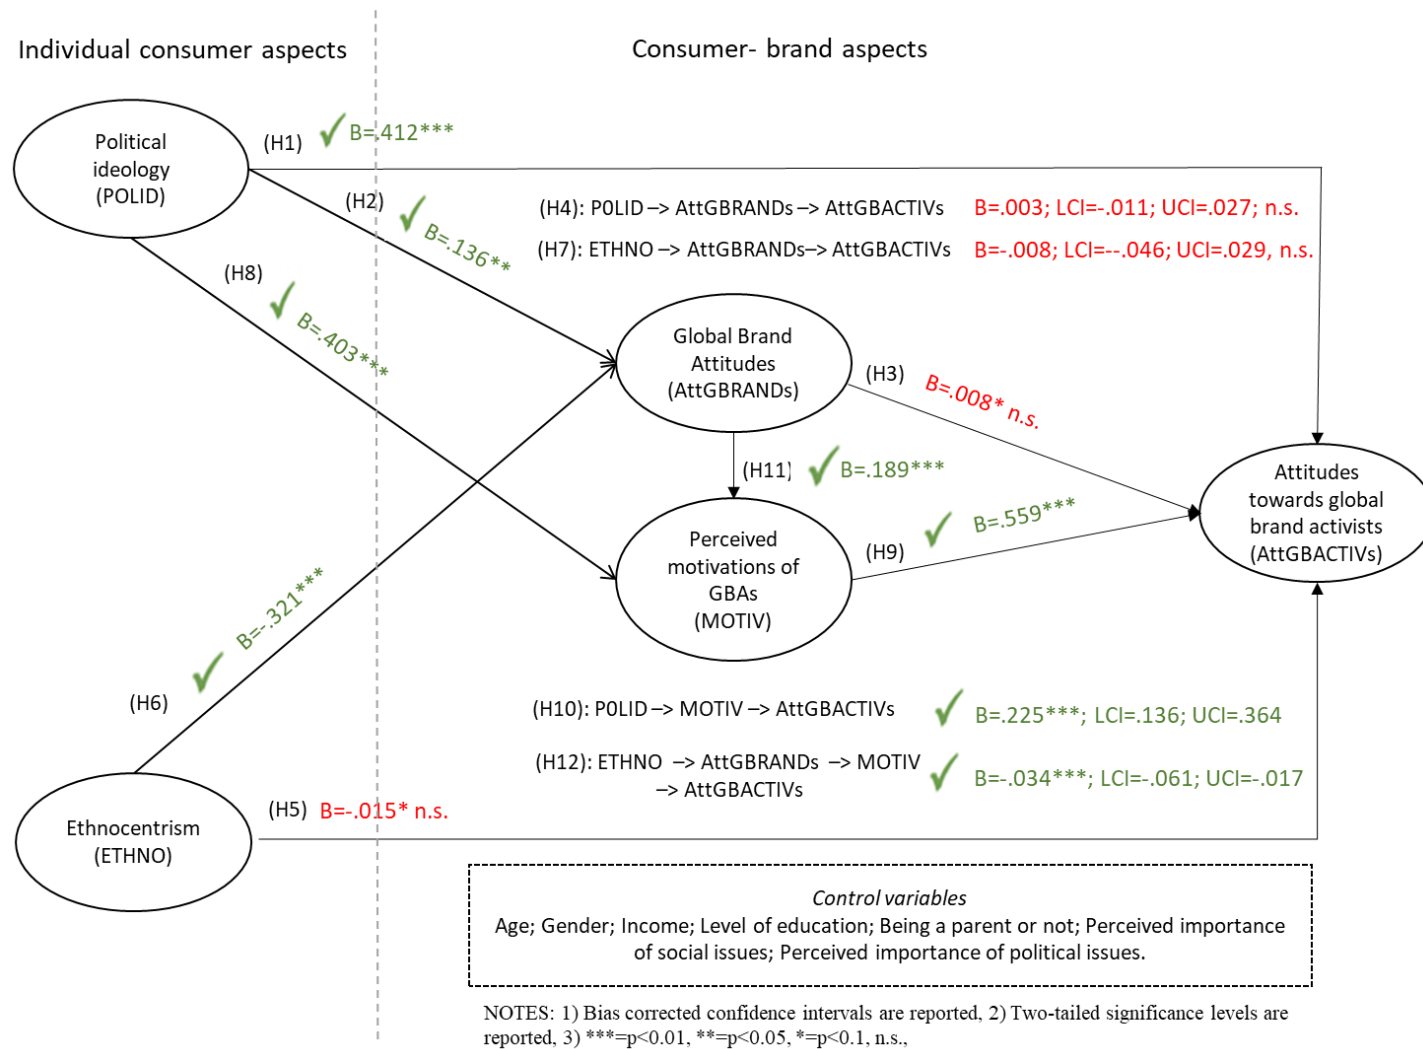 Individual consumer aspects
Consumer- brand aspects
Political
ideology
(POLID)
(H1)
B=.412***
(H2)
B=.136**
(H8)
B=.403***
(H4): P0LID –> AttGBRANDs –> AttGBACTIVs B=.003; LCI=-.011; UCI=.027; n.s.
(H7): ETHNO –> AttGBRANDs–> AttGBACTIVs B=-.008; LCI=--.046; UCI=.029, n.s.
Global Brand
Attitudes
(AttGBRANDs)
(H3)
B=.008* n.s.
(H11)
B=.189***
Attitudes
towards global
brand activists
(AttGBACTIVs)
Perceived
motivations of
GBAs
(MOTIV)
(H9)
B=.559***
B=-.321***
(H6)
(H10): P0LID –> MOTIV –> AttGBACTIVs B=.225***; LCI=.136; UCI=.364
(H12): ETHNO –> AttGBRANDs –> MOTIV
–> AttGBACTIVs
B=-.034***; LCI=-.061; UCI=-.017
Ethnocentrism
(ETHNO)
(H5) B=-.015* n.s.
Control variables
Age; Gender; Income; Level of education; Being a parent or not; Perceived importance
of social issues; Perceived importance of political issues.
NOTES: 1) Bias corrected confidence intervals are reported, 2) Two-tailed significance levels are
reported, 3) ***=p<0.01, **=p<0.05, *=p<0.1, n.s.,